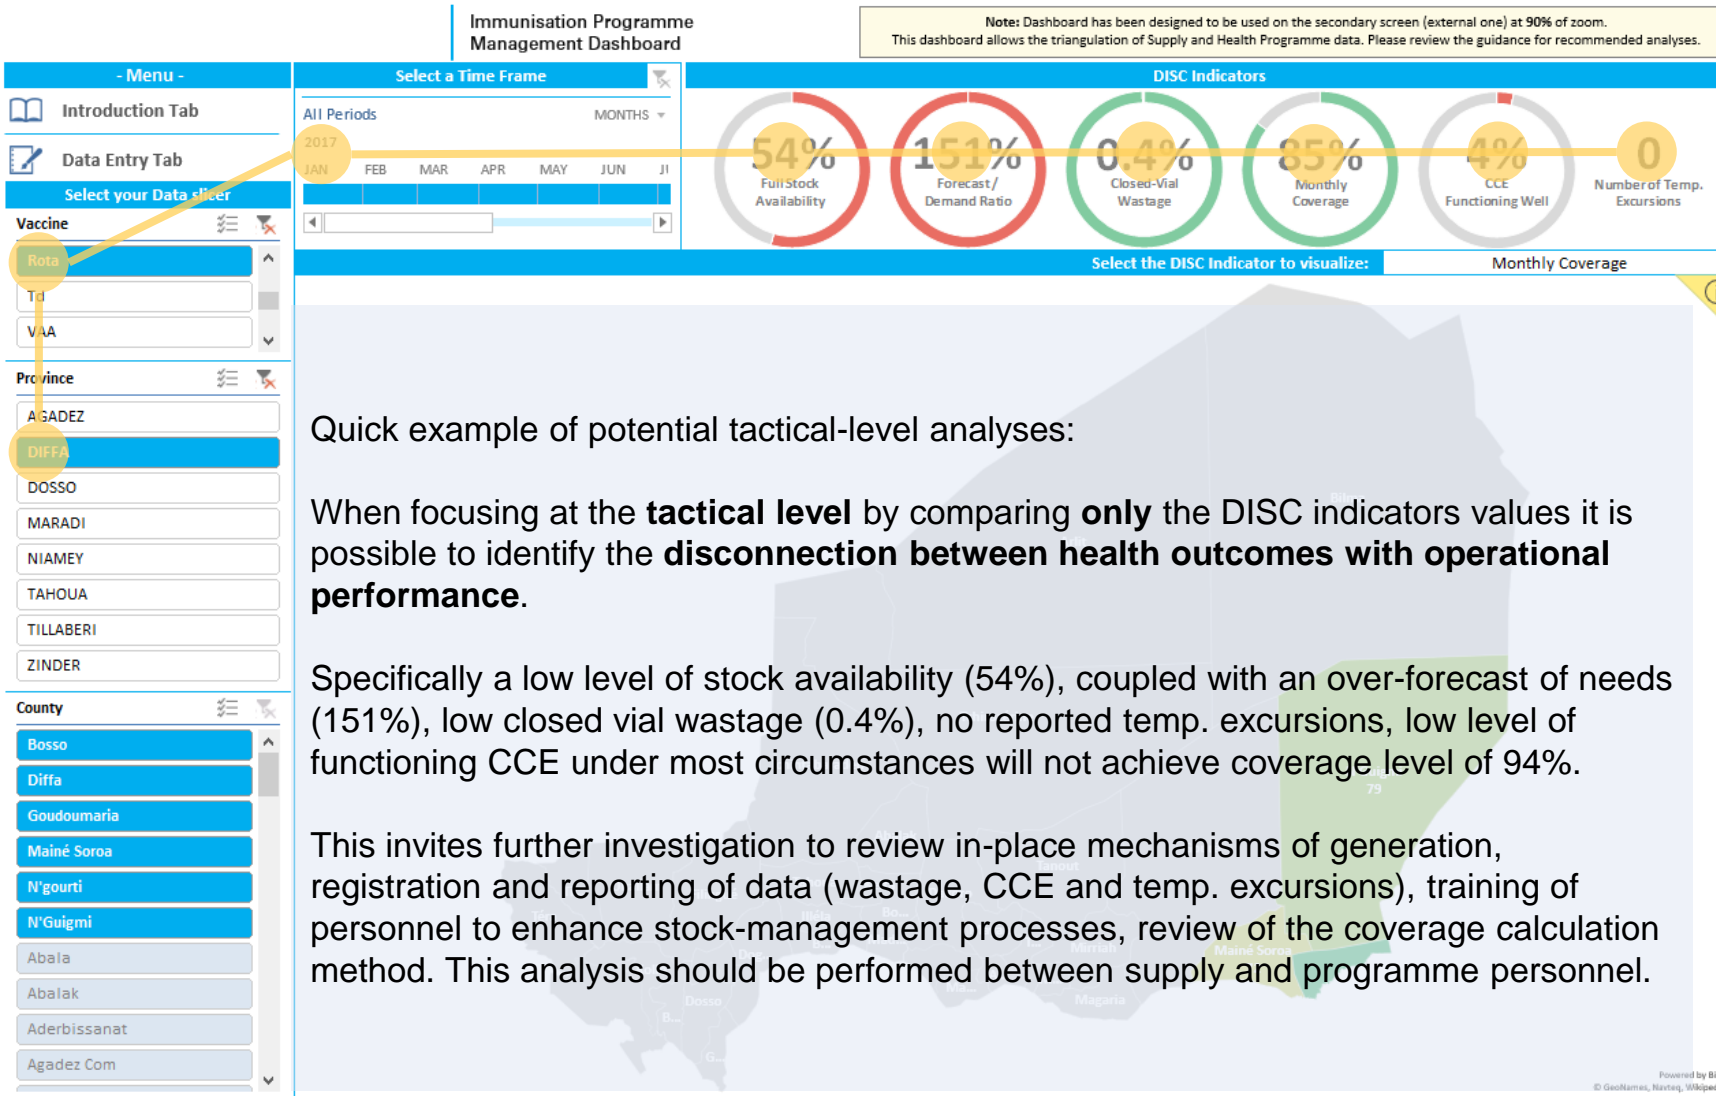 Immunisation Programme
Management Dashboard
Note: Dashboard has been designed to be used on the secondary screen (external one) at 90% of zoom.
This dashboard allows the triangulation of Supply and Health Programme data. Please review the guidance for recommended analyses.
- Menu -
Introduction Tab
Data Entry Tab
Select your Data slicer
Vaccine
Rota
Td
VAA
Province
AGADEZ
DIFFA
DOSSO
MARADI
NIAMEY
TAHOUA
TILLABERI
ZINDER
County
Bosso
Diffa
Goudoumaria
Mainé Soroa
N'gourti
N'Guigmi
Abala
Abalak
Aderbissanat
Agadez Com
Select a Time Frame
All Periods
MONTHS
2017
JAN FEB MAR APR MAY JUN
DISC Indicators
54%
Full Stock
Availability
151%
Forecast /
Demand Ratio
0.4%
Closed-Vial
Wastage
85%
Monthly
Coverage
4%
CCE
Functioning Well
0
Number of Temp.
Excursions
Select the DISC Indicator to visualize:
Monthly Coverage
Quick example of potential tactical-level analyses:
When focusing at the tactical level by comparing only the DISC indicators values it is
possible to identify the disconnection between health outcomes with operational
performance.
Specifically a low level of stock availability (54%), coupled with an over-forecast of needs
(151%), low closed vial wastage (0.4%), no reported temp. excursions, low level of
functioning CCE under most circumstances will not achieve coverage level of 94%.
This invites further investigation to review in-place mechanisms of generation,
registration and reporting of data (wastage, CCE and temp. excursions), training of
personnel to enhance stock-management processes, review of the coverage calculation
method. This analysis should be performed between supply and programme personnel.
79
Tanout
Mirriah
Mainé Soroa
Magaria
Dosso
B...
G...
Powered by
© GeoNames, Navteq,